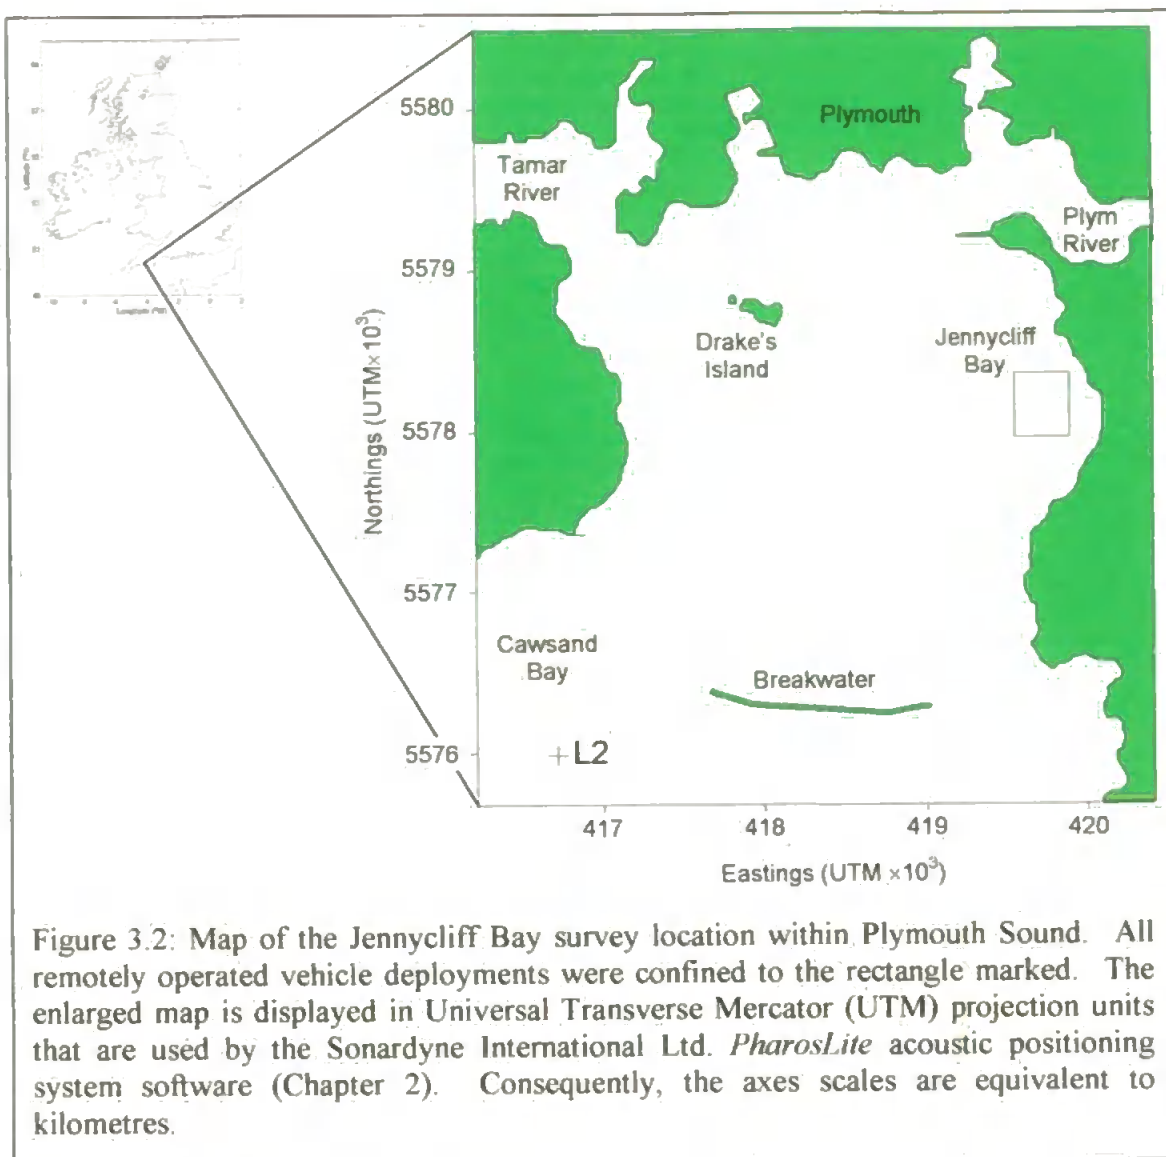 Plymouth
5580
Tamar
River
Plym
River
5579
Drake's
Island
Jennycliff
Bay
5578
Northings (UTM×10³)
5577
Cawsand
Bay
Breakwater
5576
+L2
417
418
419
420
Eastings (UTM ×10³)
Figure 3.2: Map of the Jennycliff Bay survey location within Plymouth Sound. All
remotely operated vehicle deployments were confined to the rectangle marked. The
enlarged map is displayed in Universal Transverse Mercator (UTM) projection units
that are used by the Sonardyne International Ltd. PharosLite acoustic positioning
system software (Chapter 2). Consequently, the axes scales are equivalent to
kilometres.